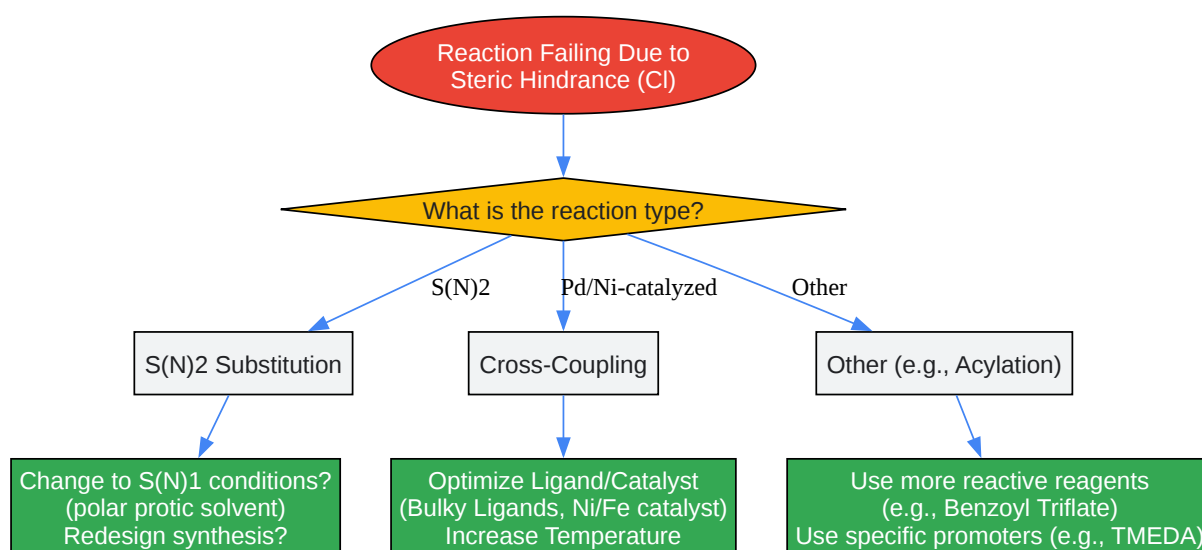 Reaction Failing Due to
Steric Hindrance (Cl)
What is the reaction type?
S(N)2
Pd/Ni-catalyzed
Other
S(N)2 Substitution
Cross-Coupling
Other (e.g., Acylation)
Change to S(N)1 conditions?
(polar protic solvent)
Redesign synthesis?
Optimize Ligand/Catalyst
(Bulky Ligands, Ni/Fe catalyst)
Increase Temperature
Use more reactive reagents
(e.g., Benzoyl Triflate)
Use specific promoters (e.g., TMEDA)